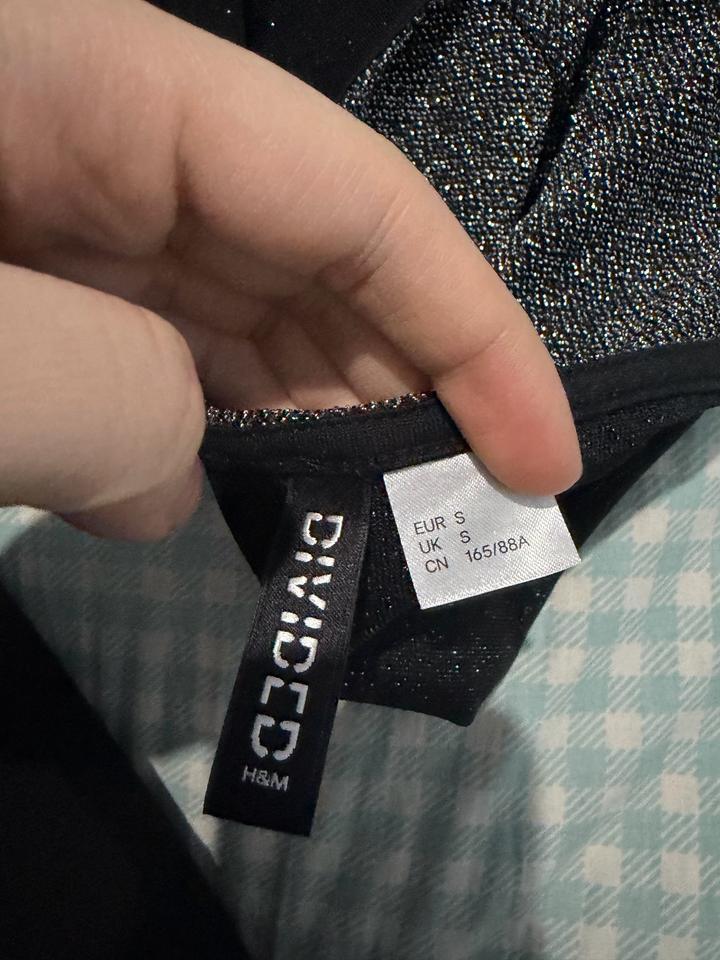 DIVIDED
H&M
EUR S
UK S
CN 165/88A